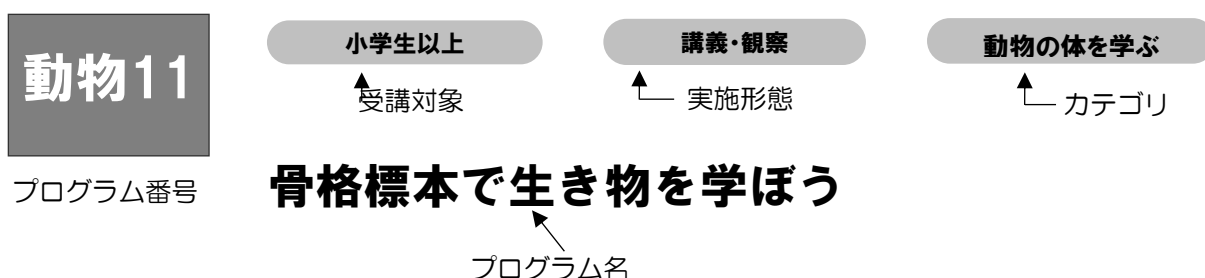 動物11
プログラム番号
小学生以上
受講対象
講義・観察
実施形態
動物の体を学ぶ
カテゴリ
骨格標本で生き物を学ぼう
プログラム名